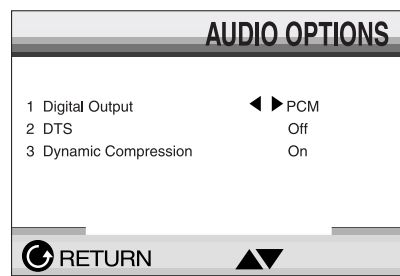 AUDIO OPTIONS
1 Digital Output ◀ ▶ PCM
2 DTS Off
3 Dynamic Compression On
RETURN ▲▼